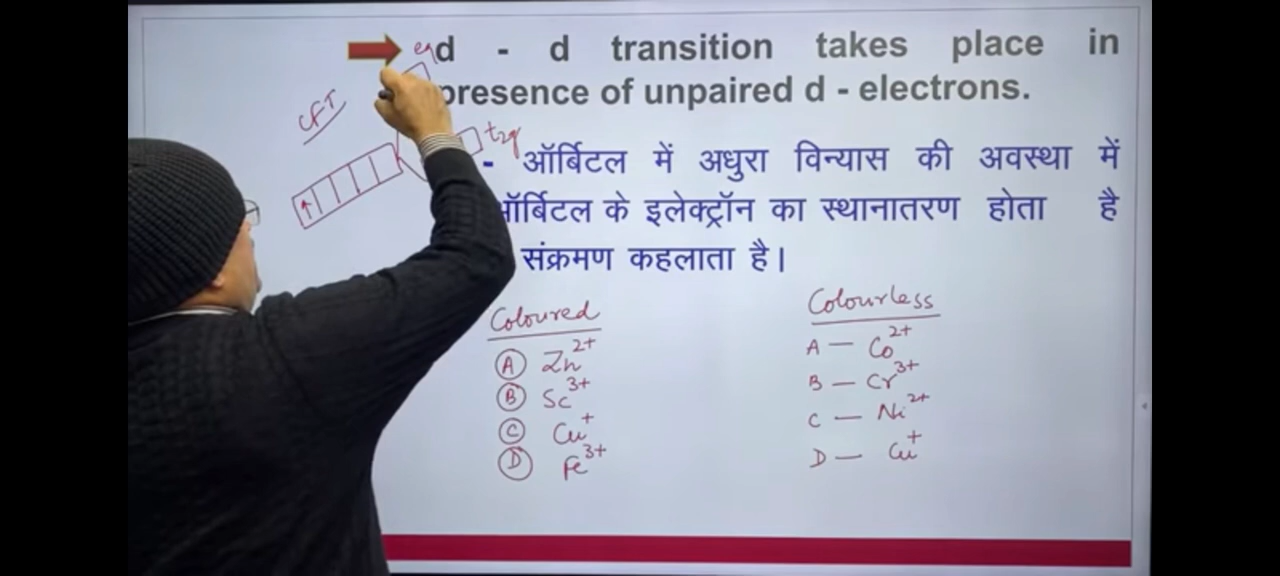 eg
d - d transition takes place in
presence of unpaired d - electrons.
CFT
t2g
- ऑर्बिटल में अधुरा विन्यास की अवस्था में
ऑर्बिटल के इलेक्ट्रॉन का स्थानातरण होता है
संक्रमण कहलाता है।
Coloured
A Zn2+
B Sc3+
C Cu+
D Fe3+
Colourless
A — Co2+
B — Cr3+
C — Ni2+
D — Cu+